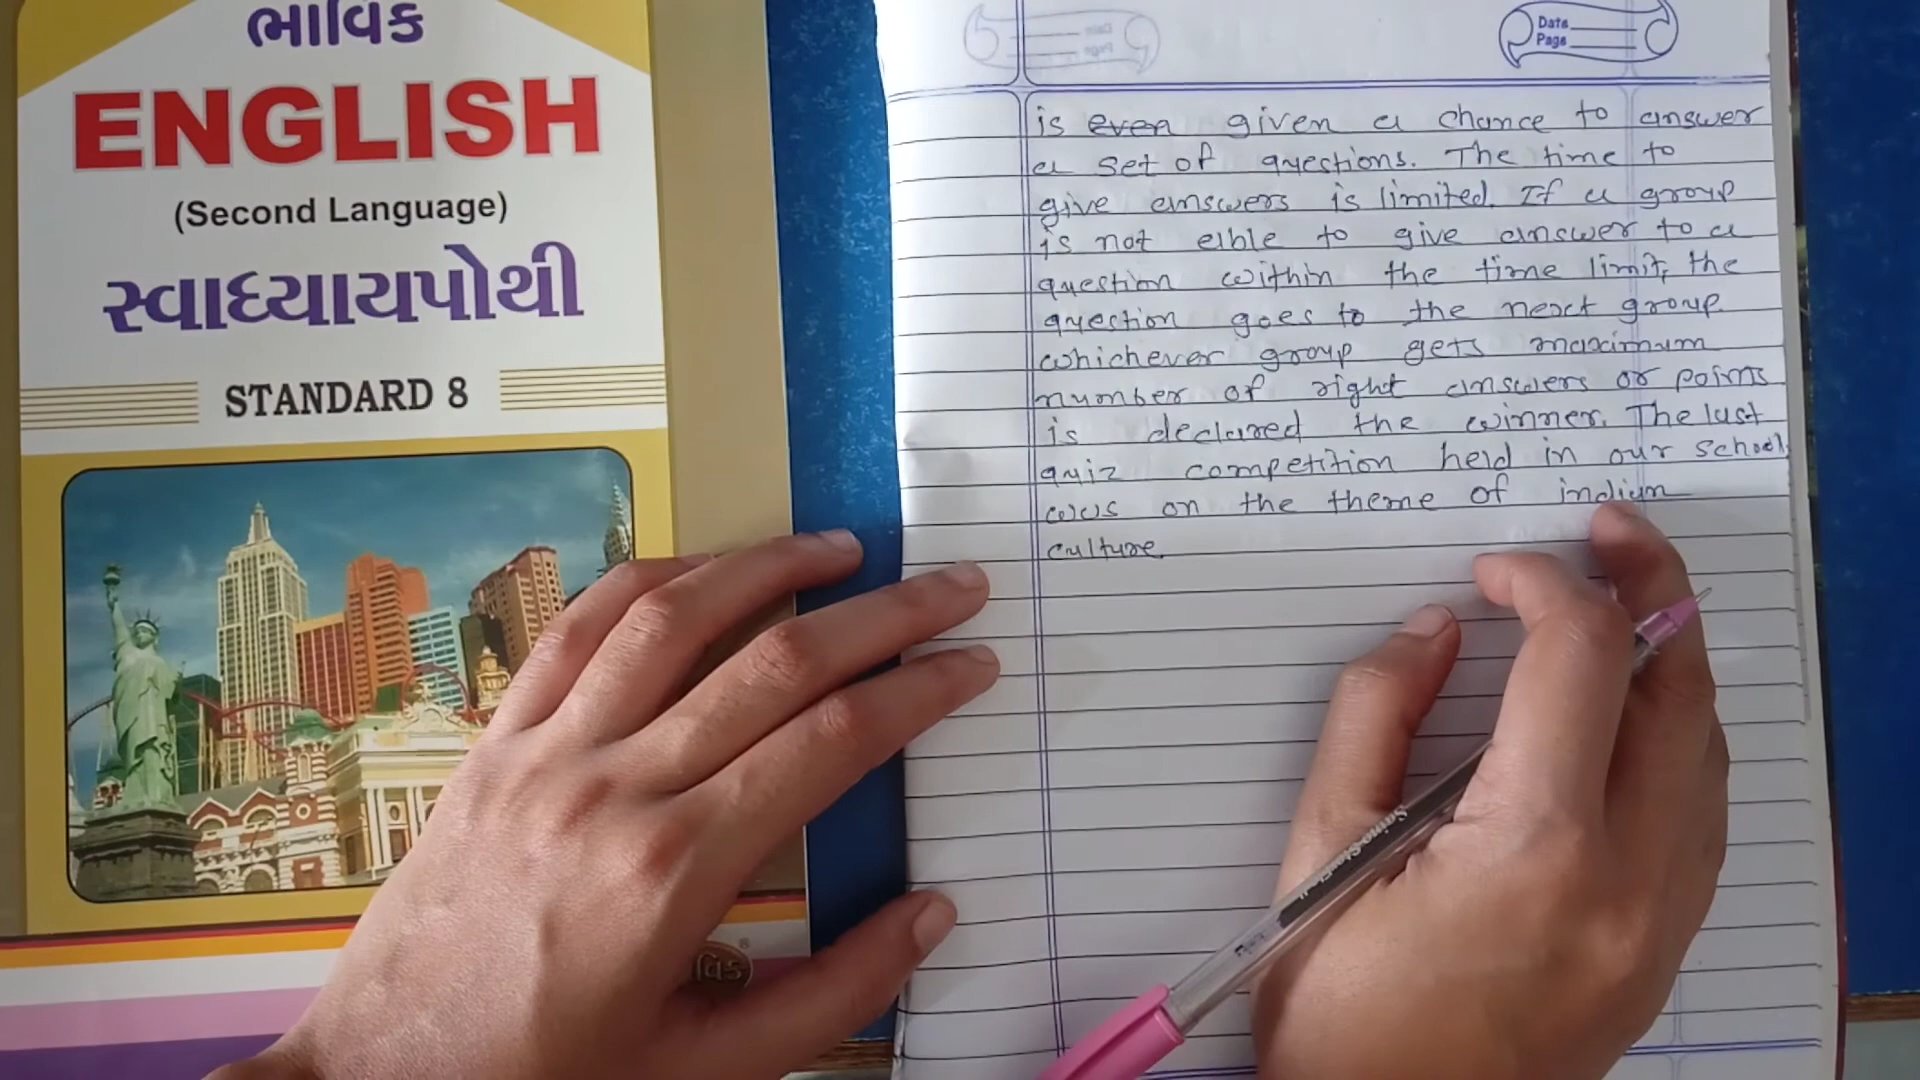 ભાવિક
ENGLISH
(Second Language)
સ્વાધ્યાયપોથી
STANDARD 8
Date
Page
is even given a chance to answer
a set of questions. The time to
give answers is limited. If a group
is not able to give answer to a
question within the time limit, the
question goes to the next group.
whichever group gets maximum
number of right answers or points
is declared the winner. The last
quiz competition held in our school
was on the theme of indian
culture.